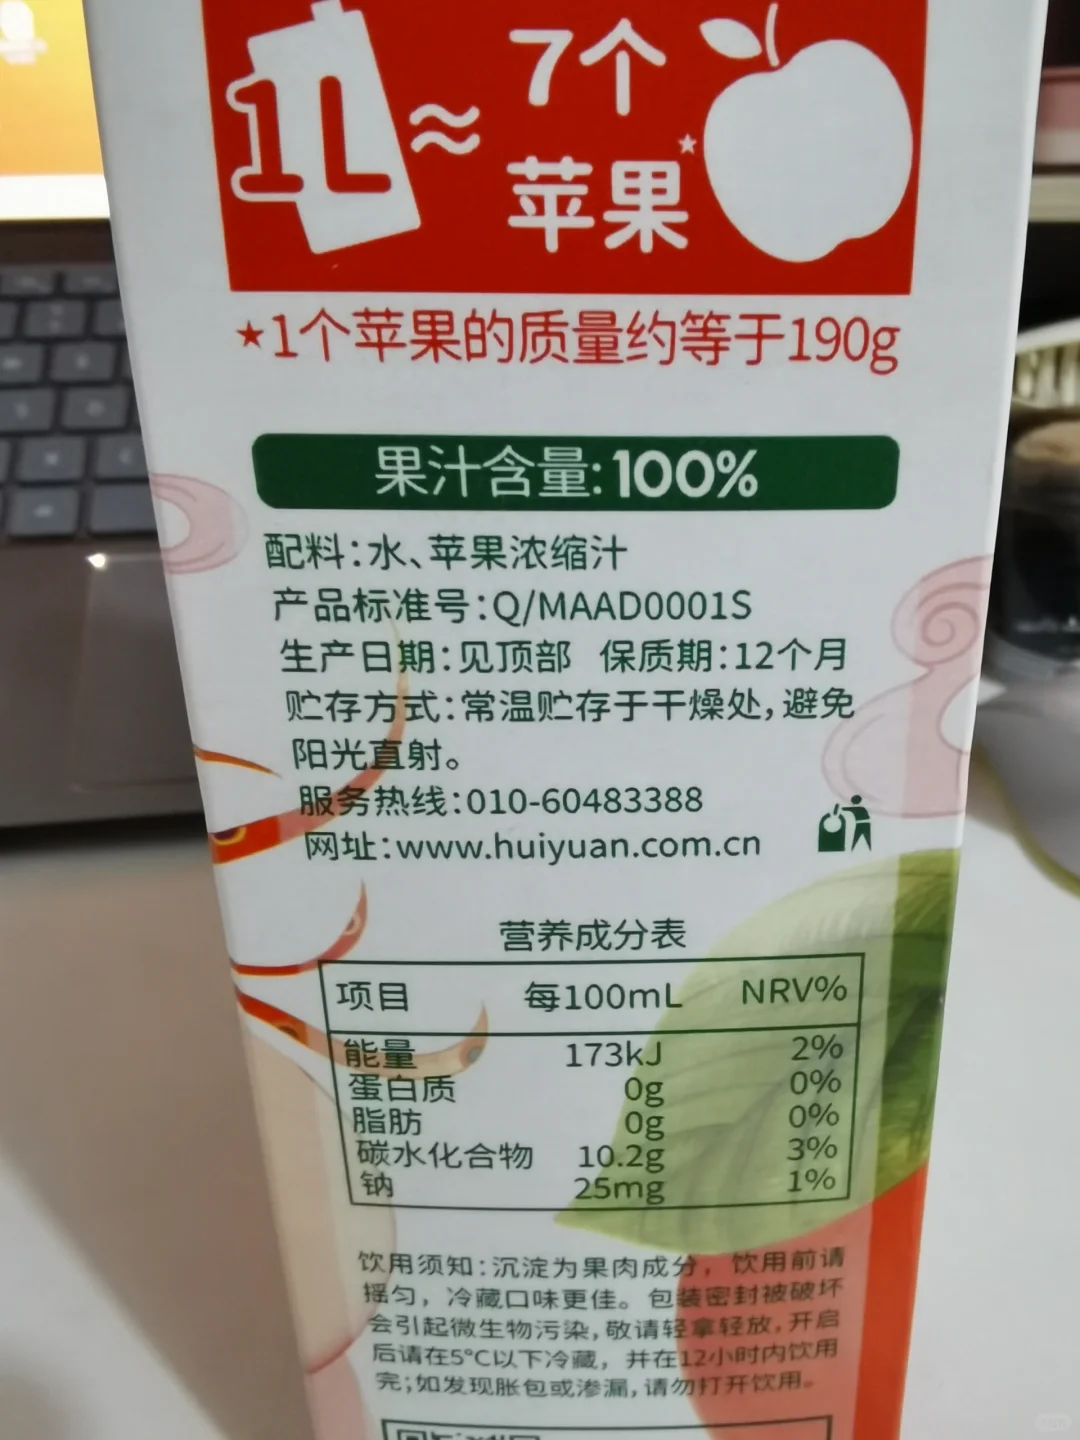 1L≈7个
苹果★
★1个苹果的质量约等于190g
果汁含量:100%
配料:水、苹果浓缩汁
产品标准号:Q/MAAD0001S
生产日期:见顶部 保质期:12个月
贮存方式:常温贮存于干燥处,避免
阳光直射。
服务热线:010-60483388
网址:www.huiyuan.com.cn
营养成分表
项目 每100mL NRV%
能量 173kJ 2%
蛋白质 0g 0%
脂肪 0g 0%
碳水化合物 10.2g 3%
钠 25mg 1%
饮用须知:沉淀为果肉成分，饮用前请
摇匀，冷藏口味更佳。包装密封被破坏
会引起微生物污染,敬请轻拿轻放,开启
后请在5°C以下冷藏，并在12小时内饮用
完;如发现胀包或渗漏,请勿打开饮用。